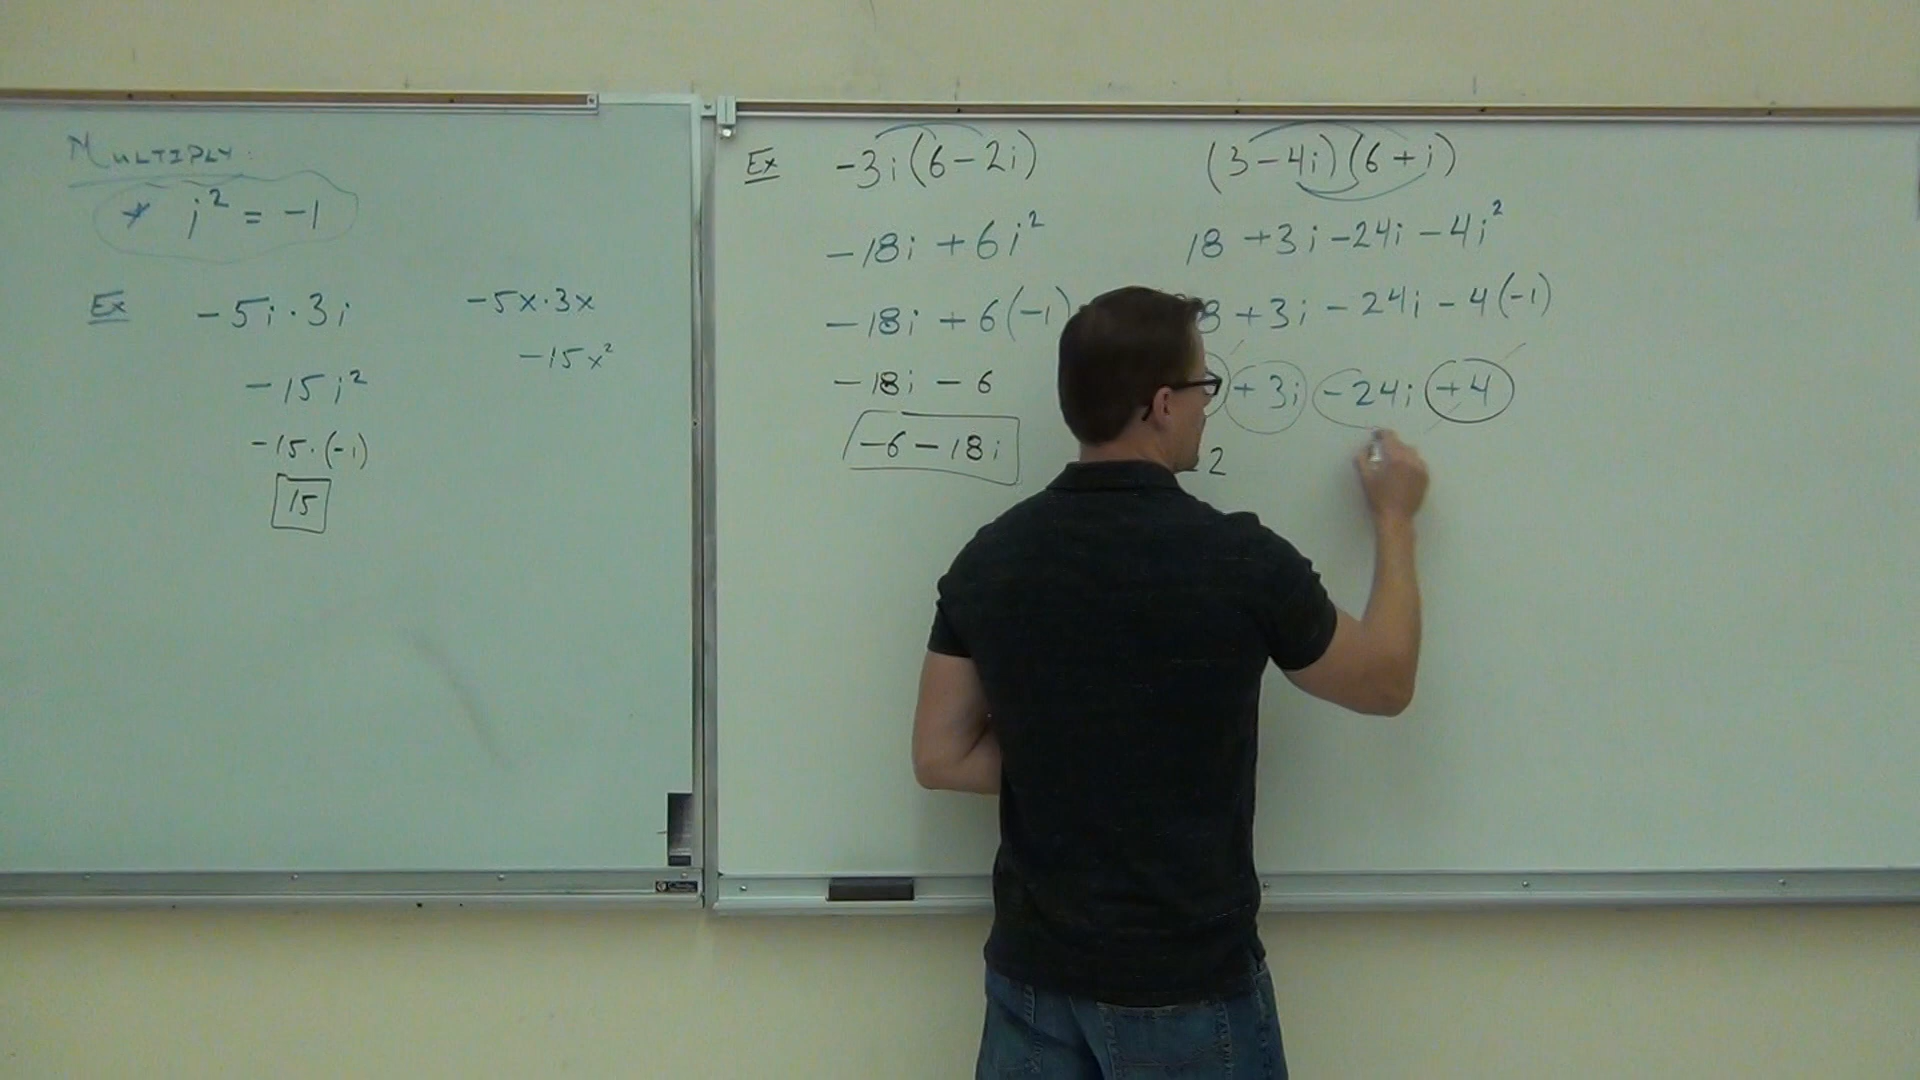 MULTIPLY:
* i² = -1
Ex -5i·3i
-15i²
-15·(-1)
15
-5x·3x
-15x²
Ex -3i(6-2i)
-18i +6i²
-18i +6(-1)
-18i -6
-6-18i
(3-4i)(6+i)
18 +3i -24i -4i²
8 +3i -24i -4(-1)
+3i -24i +4
2